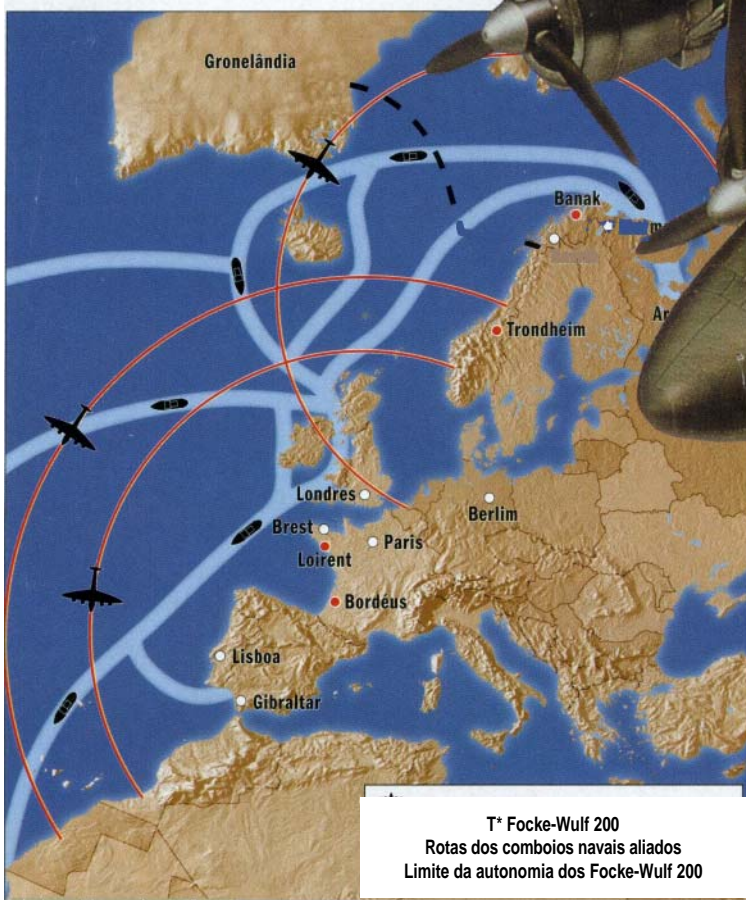 Gronelândia
Banak
Trondheim
Ar
Londres
Berlim
Brest
Paris
Loirent
Bordéus
Lisboa
Gibraltar
T* Focke-Wulf 200
Rotas dos comboios navais aliados
Limite da autonomia dos Focke-Wulf 200